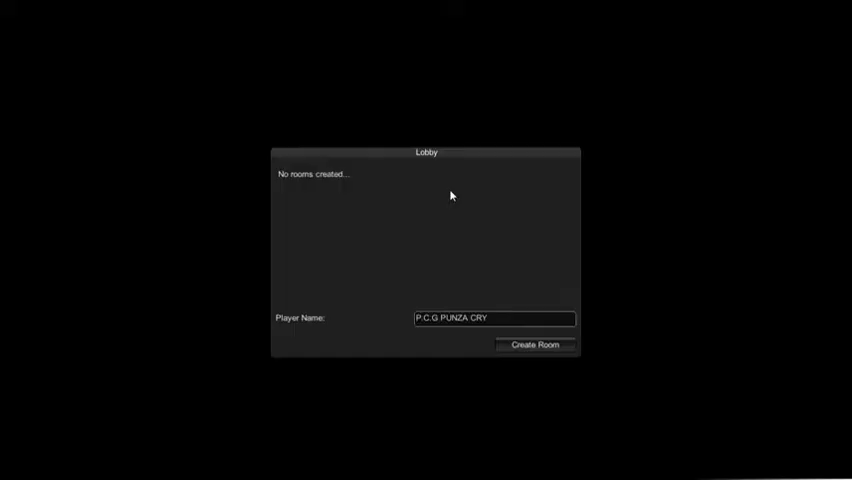 Lobby
No rooms created...
Player Name:
P.C.G PUNZA CRY
Create Room